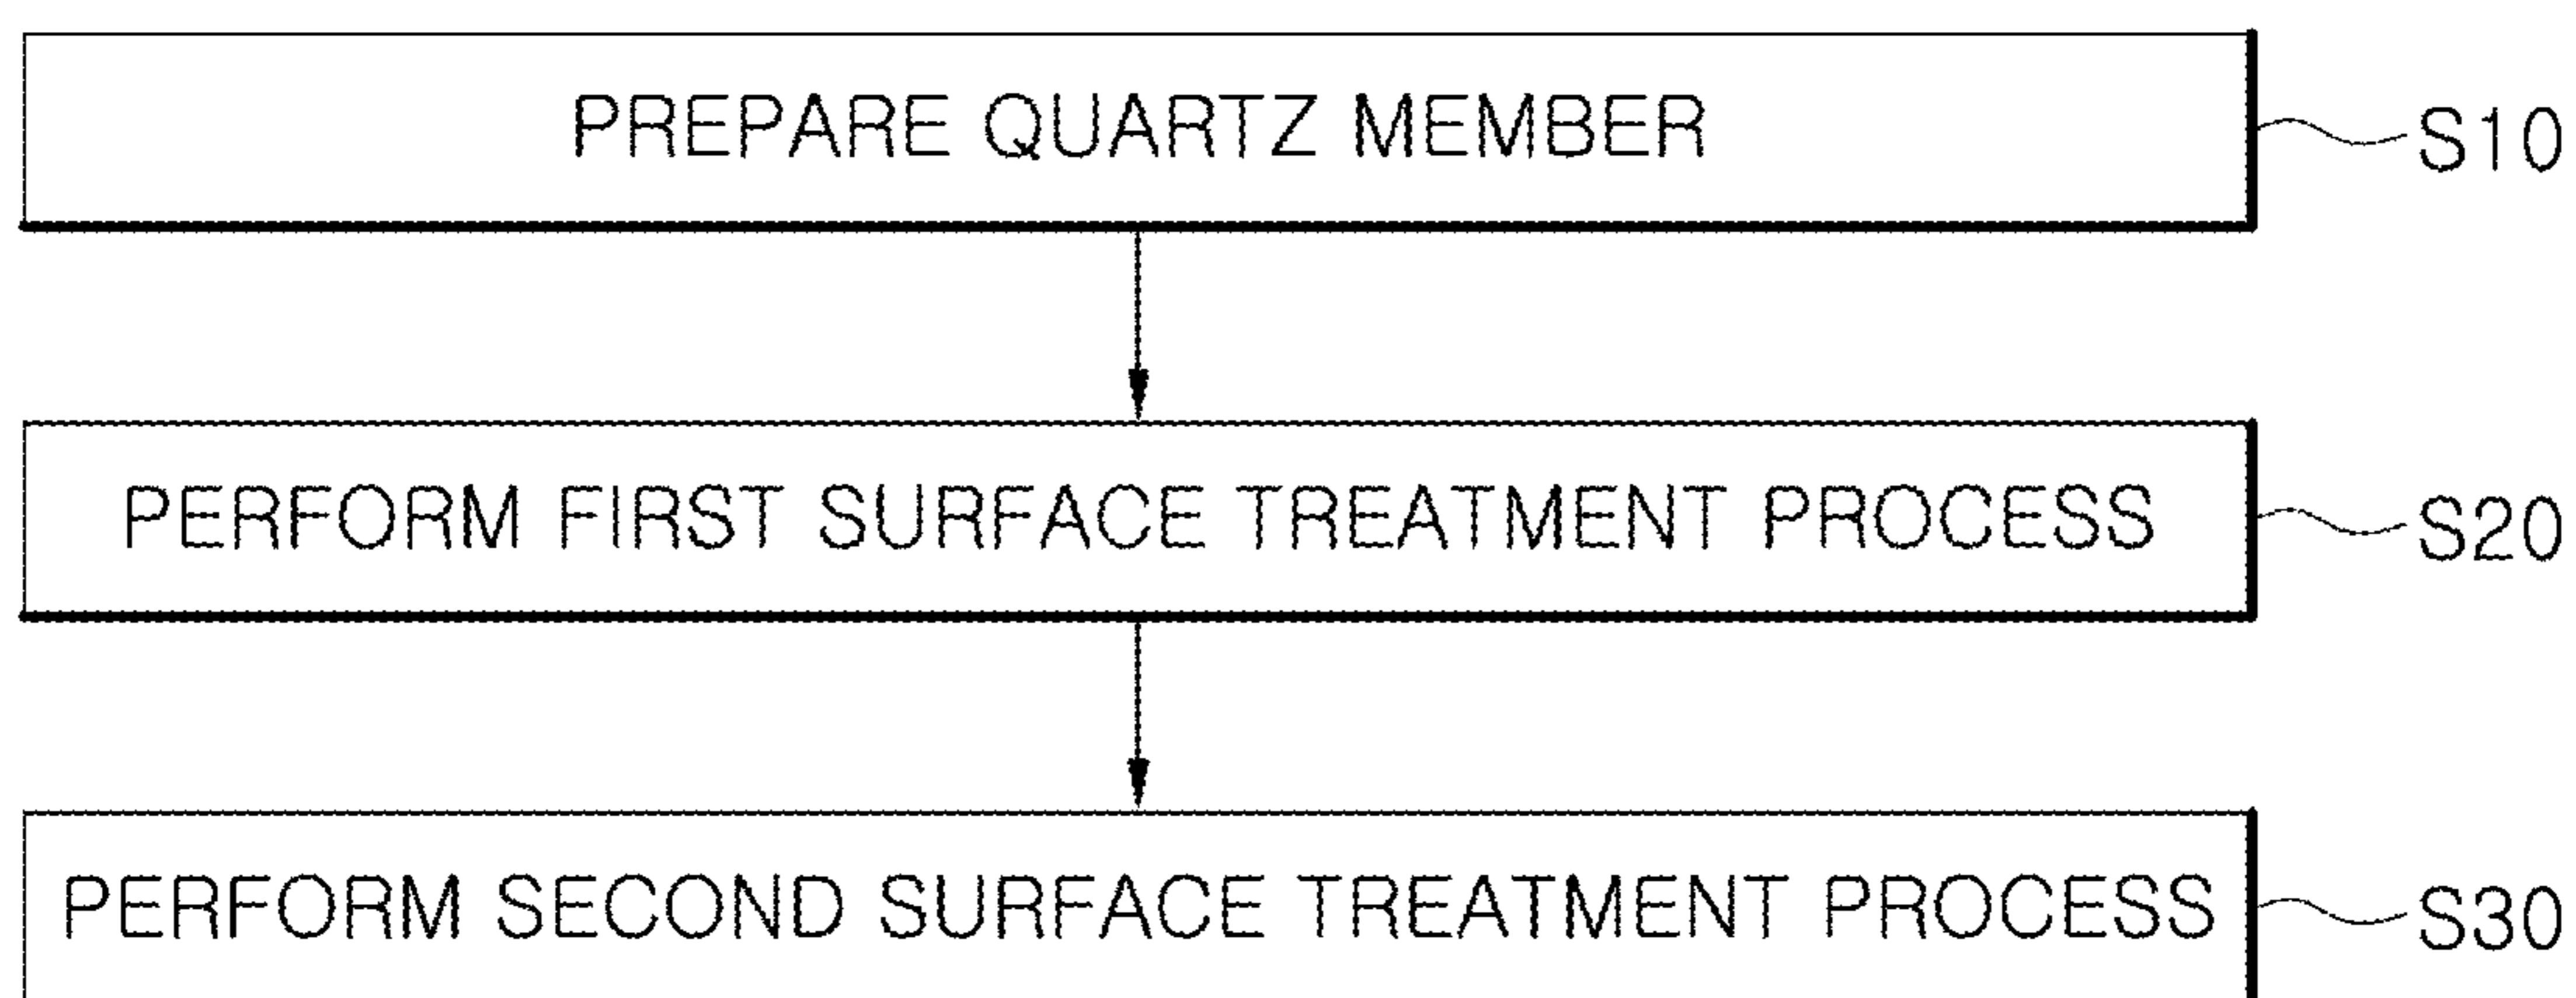 PREPARE QUARTZ MEMBER S10
PERFORM FIRST SURFACE TREATMENT PROCESS S20
PERFORM SECOND SURFACE TREATMENT PROCESS S30